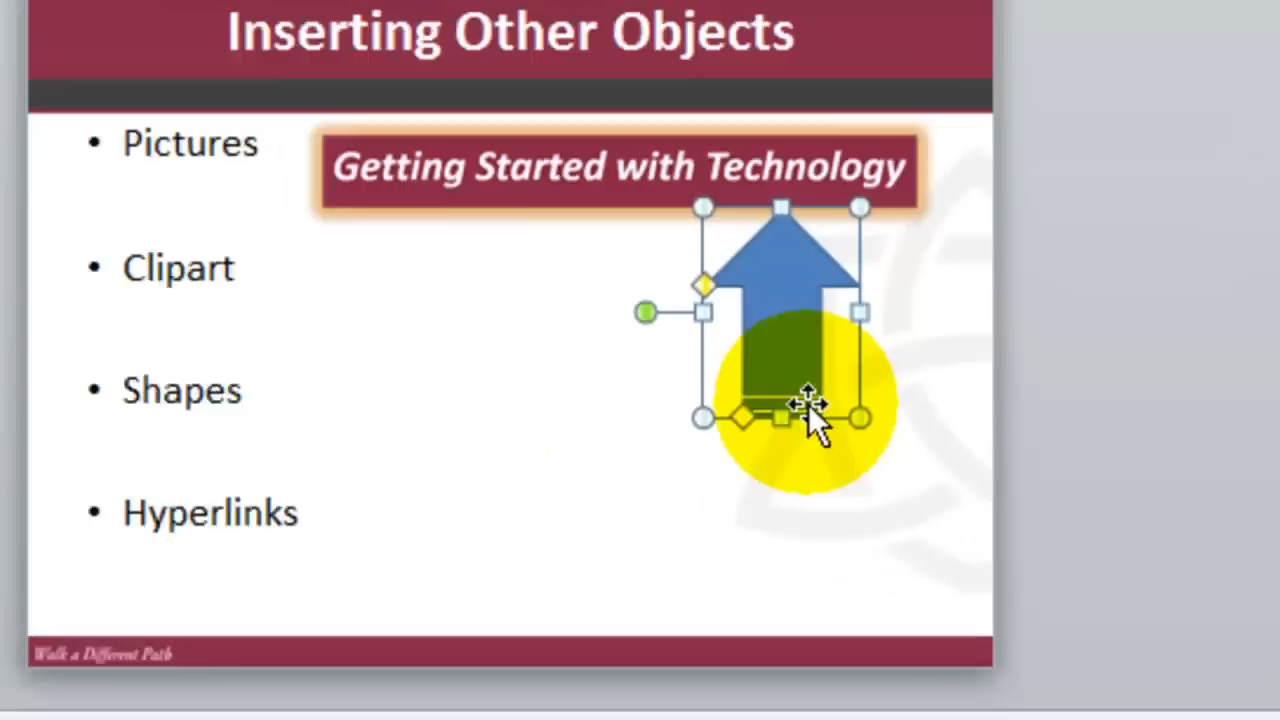 Inserting Other Objects
• Pictures
Getting Started with Technology
• Clipart
• Shapes
• Hyperlinks
Walk a Different Path